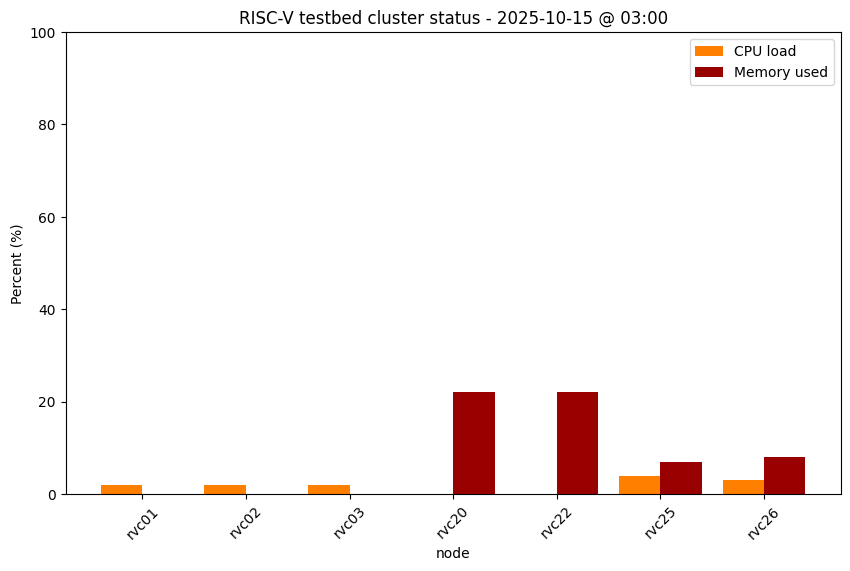 RISC-V testbed cluster status - 2025-10-15 @ 03:00
CPU load
Memory used
Percent (%)
100
80
60
40
20
0
rvc01
rvc02
rvc03
rvc20
rvc22
rvc25
rvc26
node